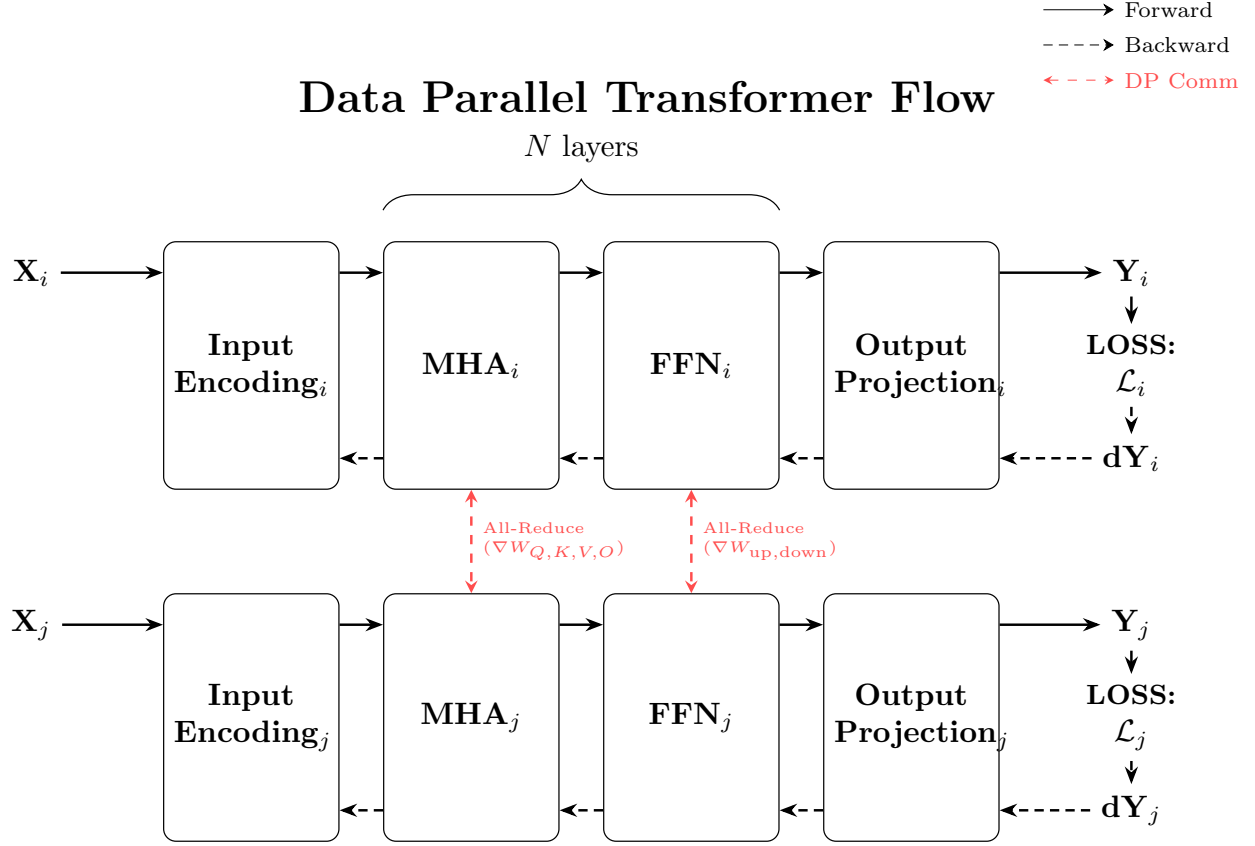 Forward
Backward
DP Comm
Data Parallel Transformer Flow
N layers
X_i
Input
Encoding_i
MHA_i
FFN_i
Output
Projection_i
Y_i
LOSS:
ℒ_i
dY_i
All-Reduce
(∇W_{Q,K,V,O})
All-Reduce
(∇W_{up,down})
X_j
Input
Encoding_j
MHA_j
FFN_j
Output
Projection_j
Y_j
LOSS:
ℒ_j
dY_j